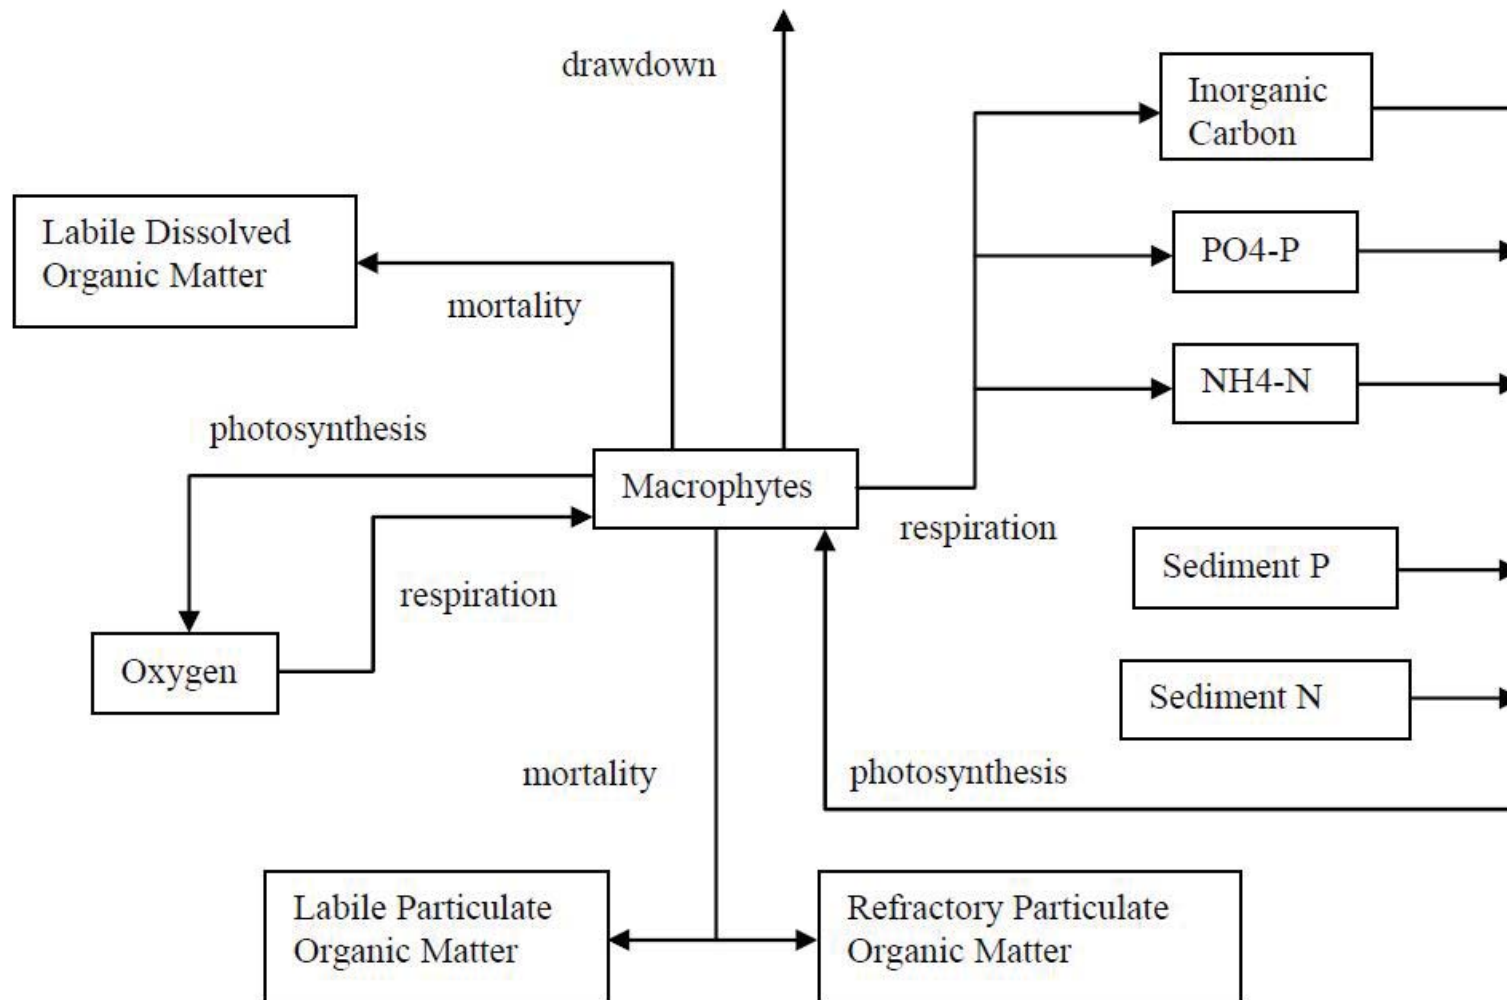 drawdown
Inorganic
Carbon
Labile Dissolved
Organic Matter
PO4-P
mortality
NH4-N
photosynthesis
Macrophytes
respiration
Sediment P
respiration
Oxygen
Sediment N
mortality
photosynthesis
Labile Particulate
Organic Matter
Refractory Particulate
Organic Matter